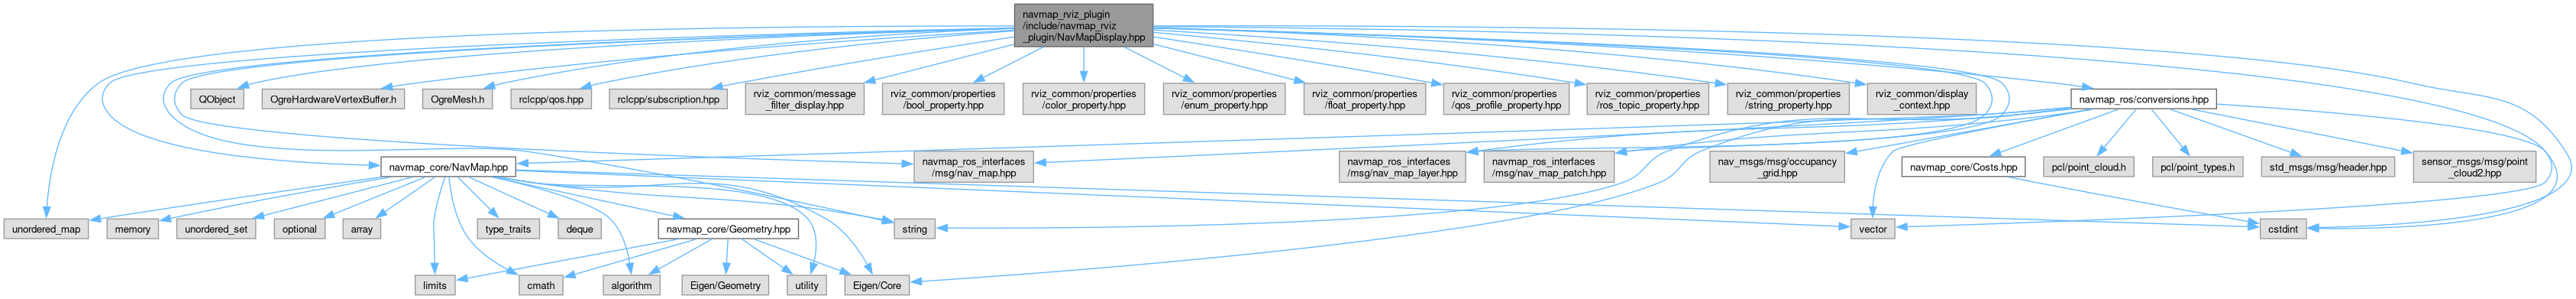 navmap_rviz_plugin
/include/navmap_rviz
_plugin/NavMapDisplay.hpp
QObject
OgreHardwareVertexBuffer.h
OgreMesh.h
rclcpp/qos.hpp
rclcpp/subscription.hpp
rviz_common/message
_filter_display.hpp
rviz_common/properties
/bool_property.hpp
rviz_common/properties
/color_property.hpp
rviz_common/properties
/enum_property.hpp
rviz_common/properties
/float_property.hpp
rviz_common/properties
/qos_profile_property.hpp
rviz_common/properties
/ros_topic_property.hpp
rviz_common/properties
/string_property.hpp
rviz_common/display
_context.hpp
navmap_ros/conversions.hpp
navmap_core/NavMap.hpp
navmap_ros_interfaces
/msg/nav_map.hpp
navmap_ros_interfaces
/msg/nav_map_layer.hpp
navmap_ros_interfaces
/msg/nav_map_patch.hpp
nav_msgs/msg/occupancy
_grid.hpp
navmap_core/Costs.hpp
pcl/point_cloud.h
pcl/point_types.h
std_msgs/msg/header.hpp
sensor_msgs/msg/point
_cloud2.hpp
unordered_map
memory
unordered_set
optional
array
type_traits
deque
navmap_core/Geometry.hpp
string
vector
cstdint
limits
cmath
algorithm
Eigen/Geometry
utility
Eigen/Core